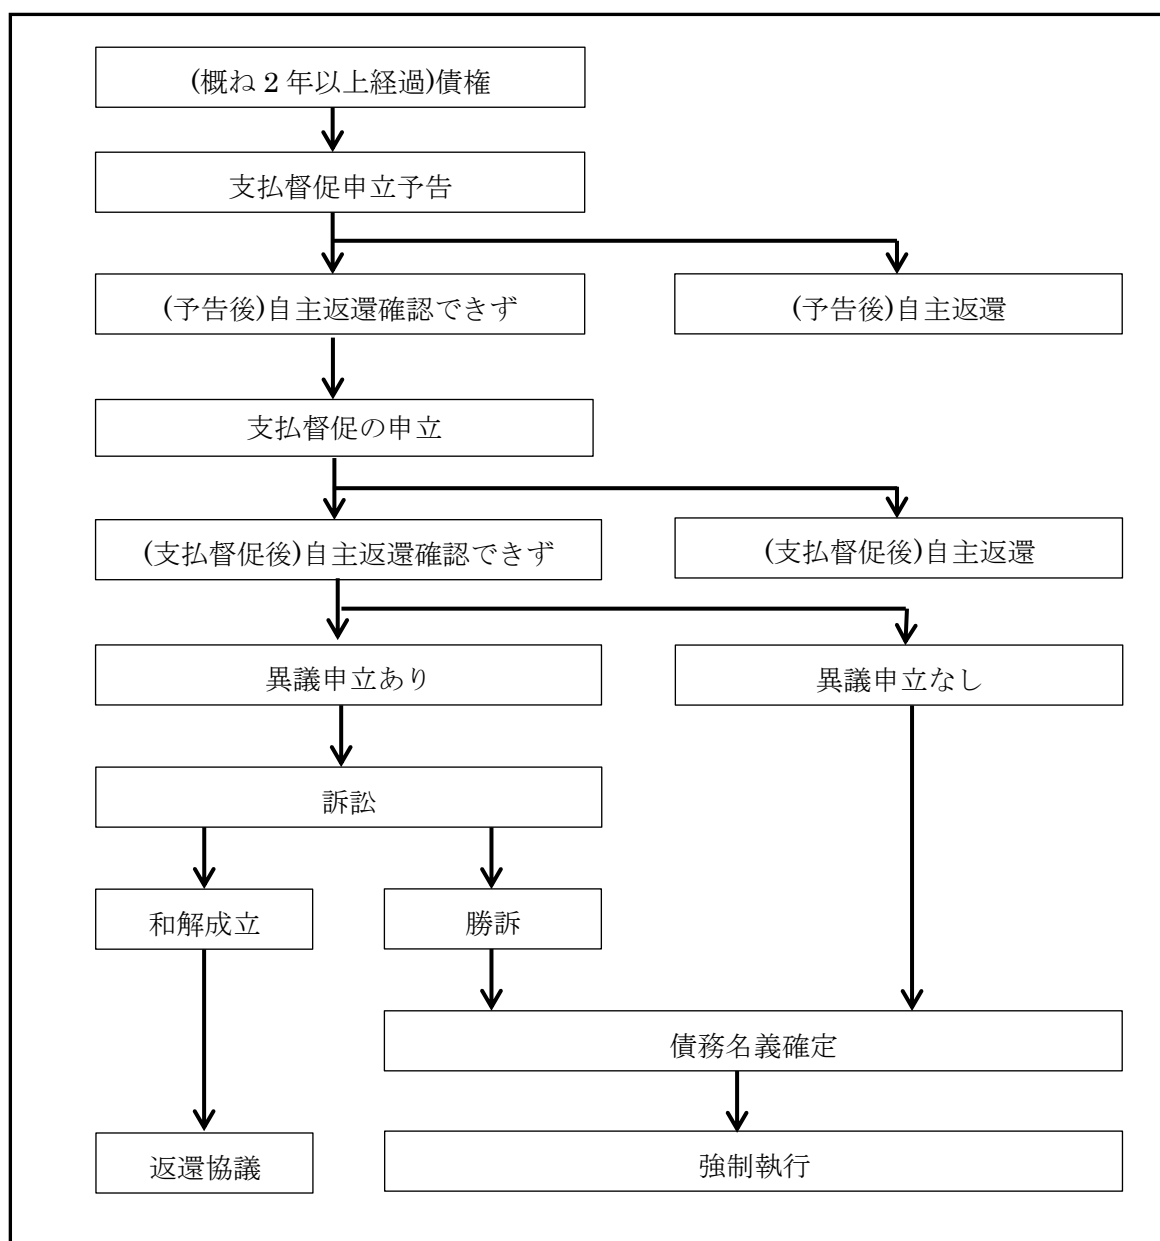 (概ね 2 年以上経過)債権
支払督促申立予告
(予告後)自主返還確認できず
(予告後)自主返還
支払督促の申立
(支払督促後)自主返還確認できず
(支払督促後)自主返還
異議申立あり
異議申立なし
訴訟
和解成立
勝訴
債務名義確定
返還協議
強制執行